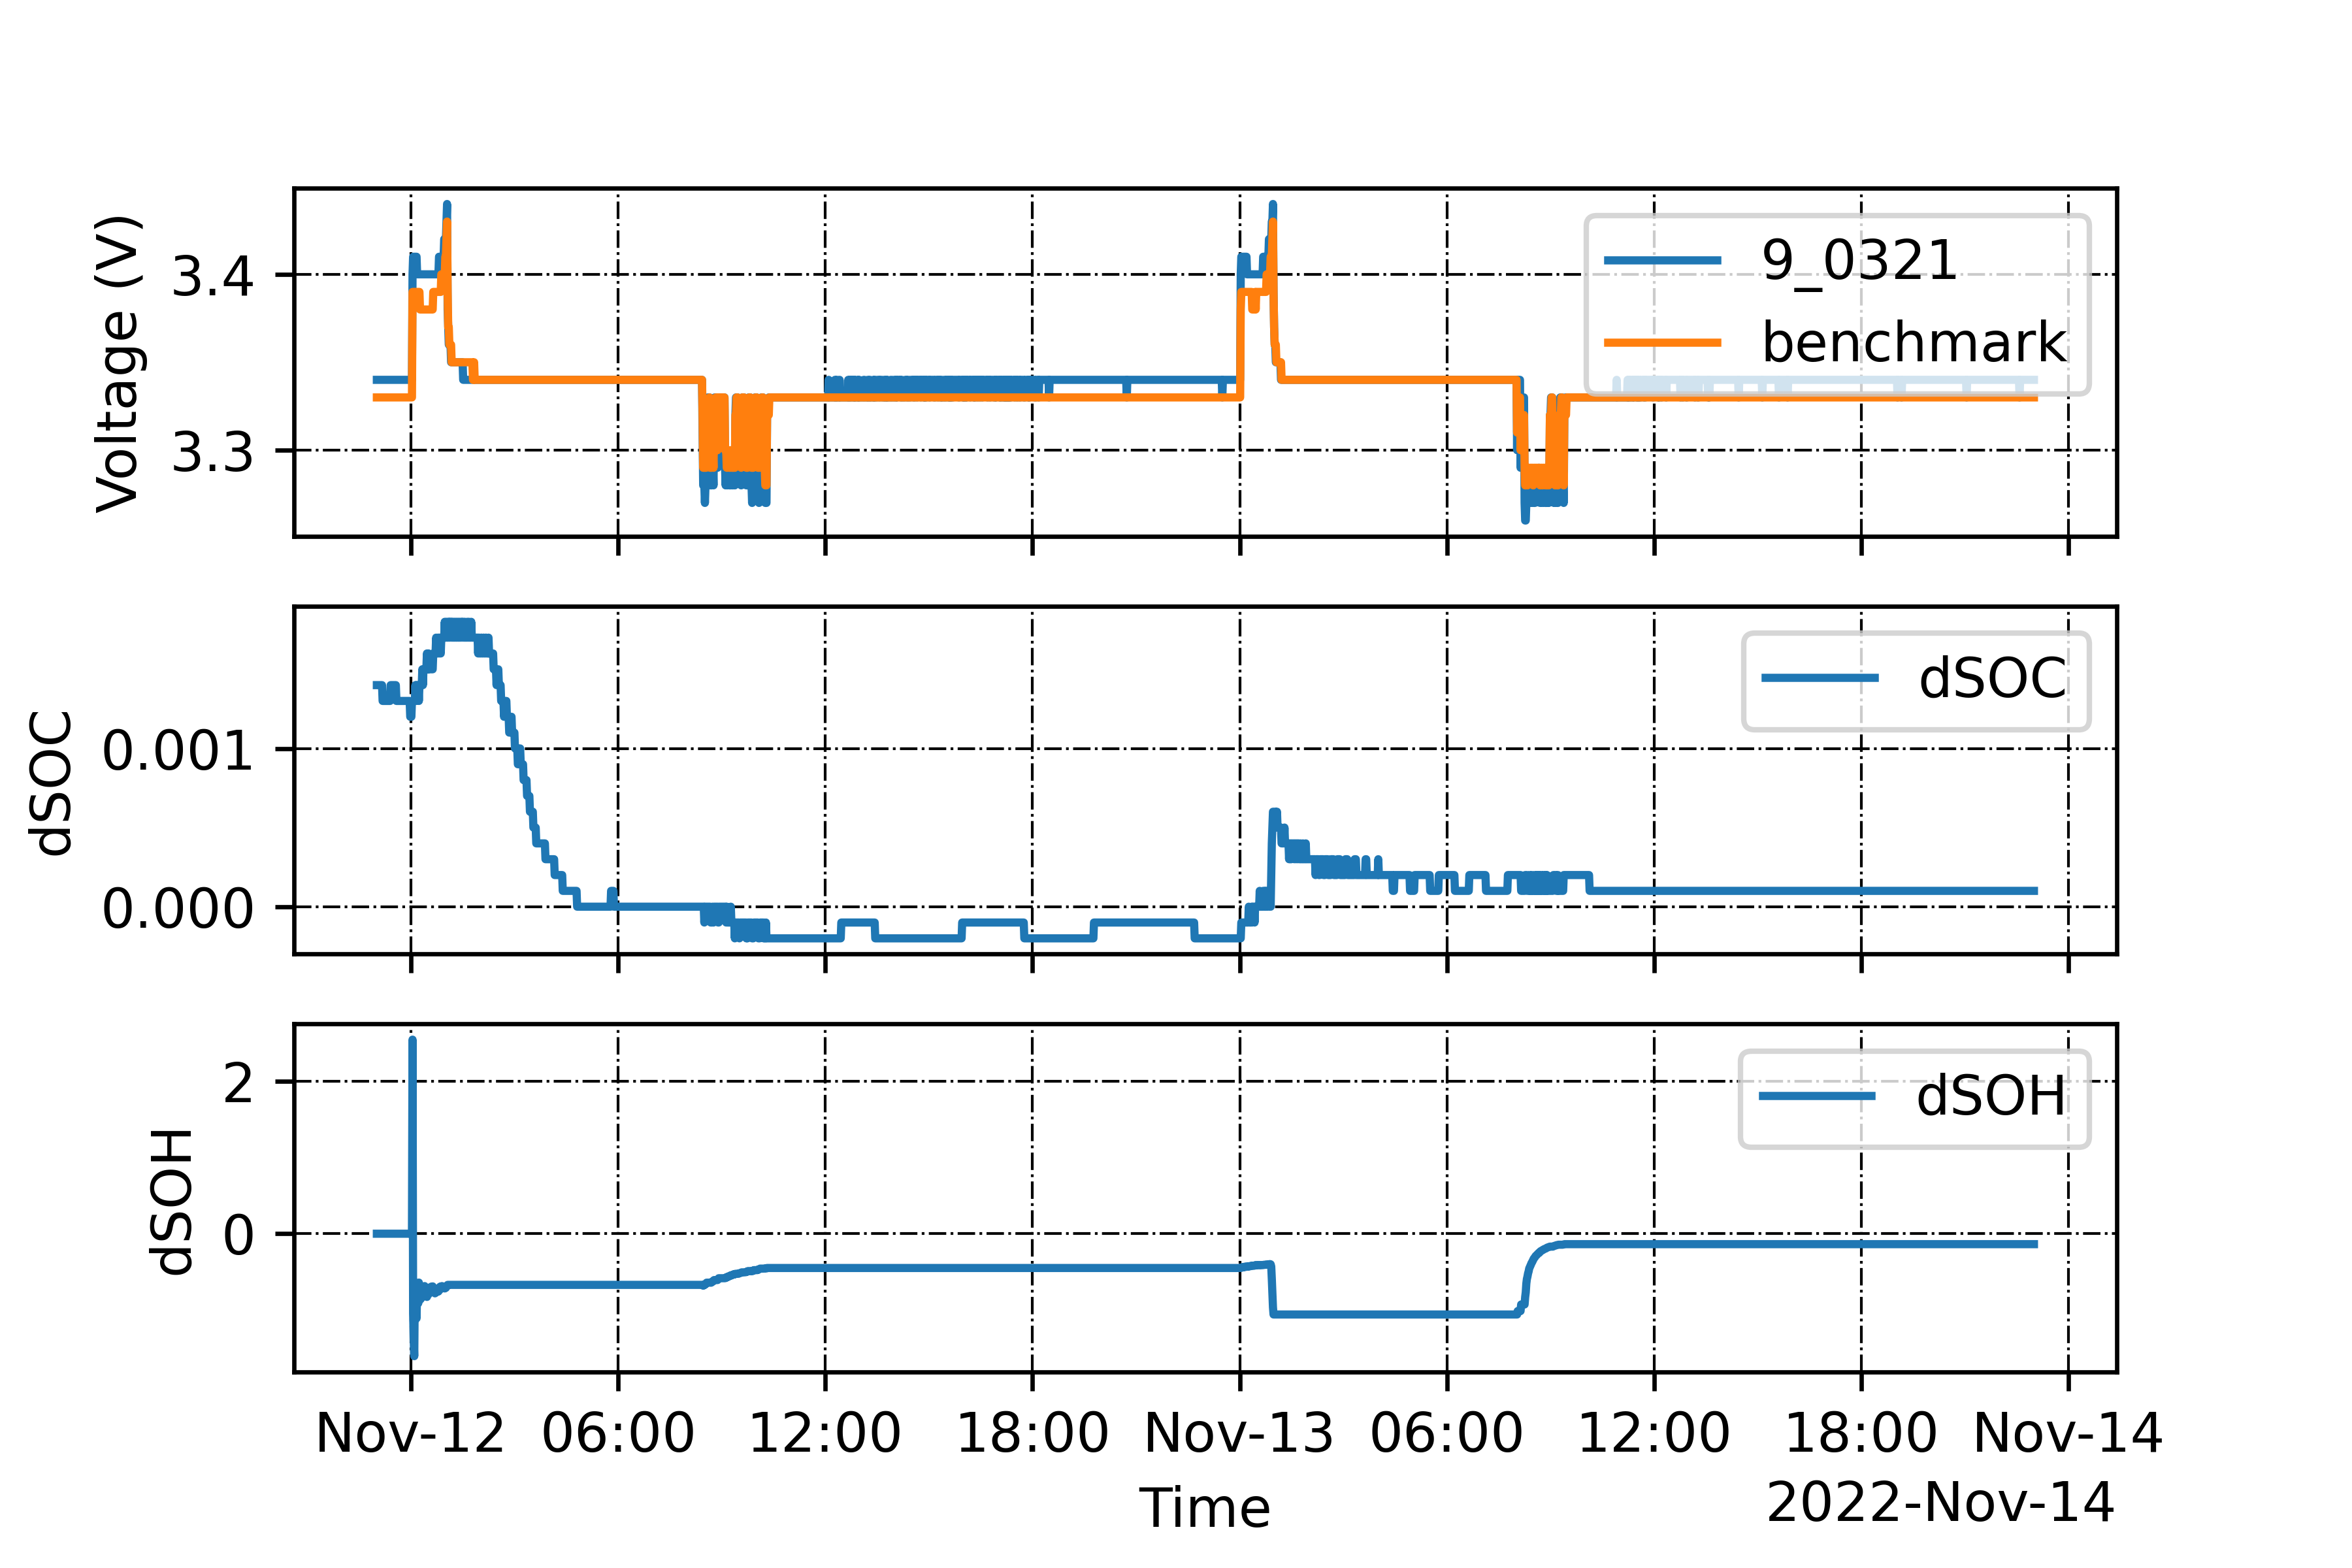 Voltage (V)
3.4
3.3
9_0321
benchmark
dSOC
0.001
0.000
dSOC
dSOH
2
0
dSOH
Nov-12 06:00 12:00 18:00 Nov-13 06:00 12:00 18:00 Nov-14
Time
2022-Nov-14